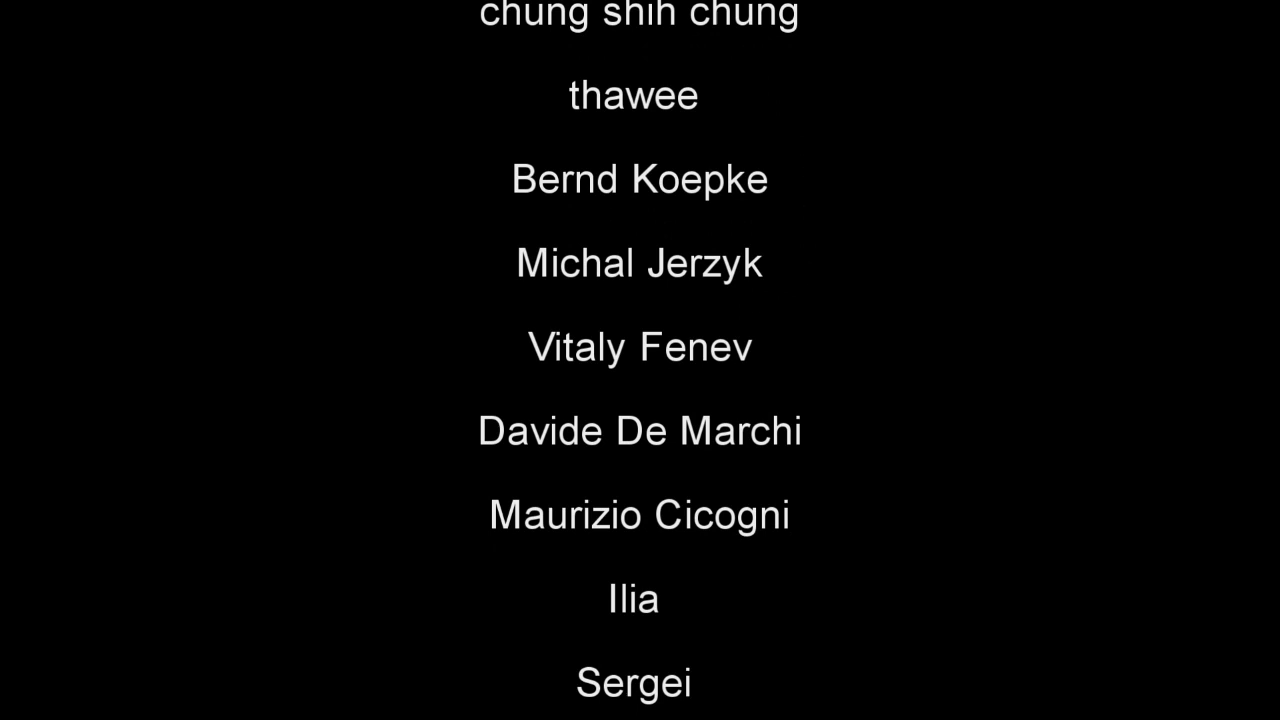 chung shih chung
thawee
Bernd Koepke
Michal Jerzyk
Vitaly Fenev
Davide De Marchi
Maurizio Cicogni
Ilia
Sergei